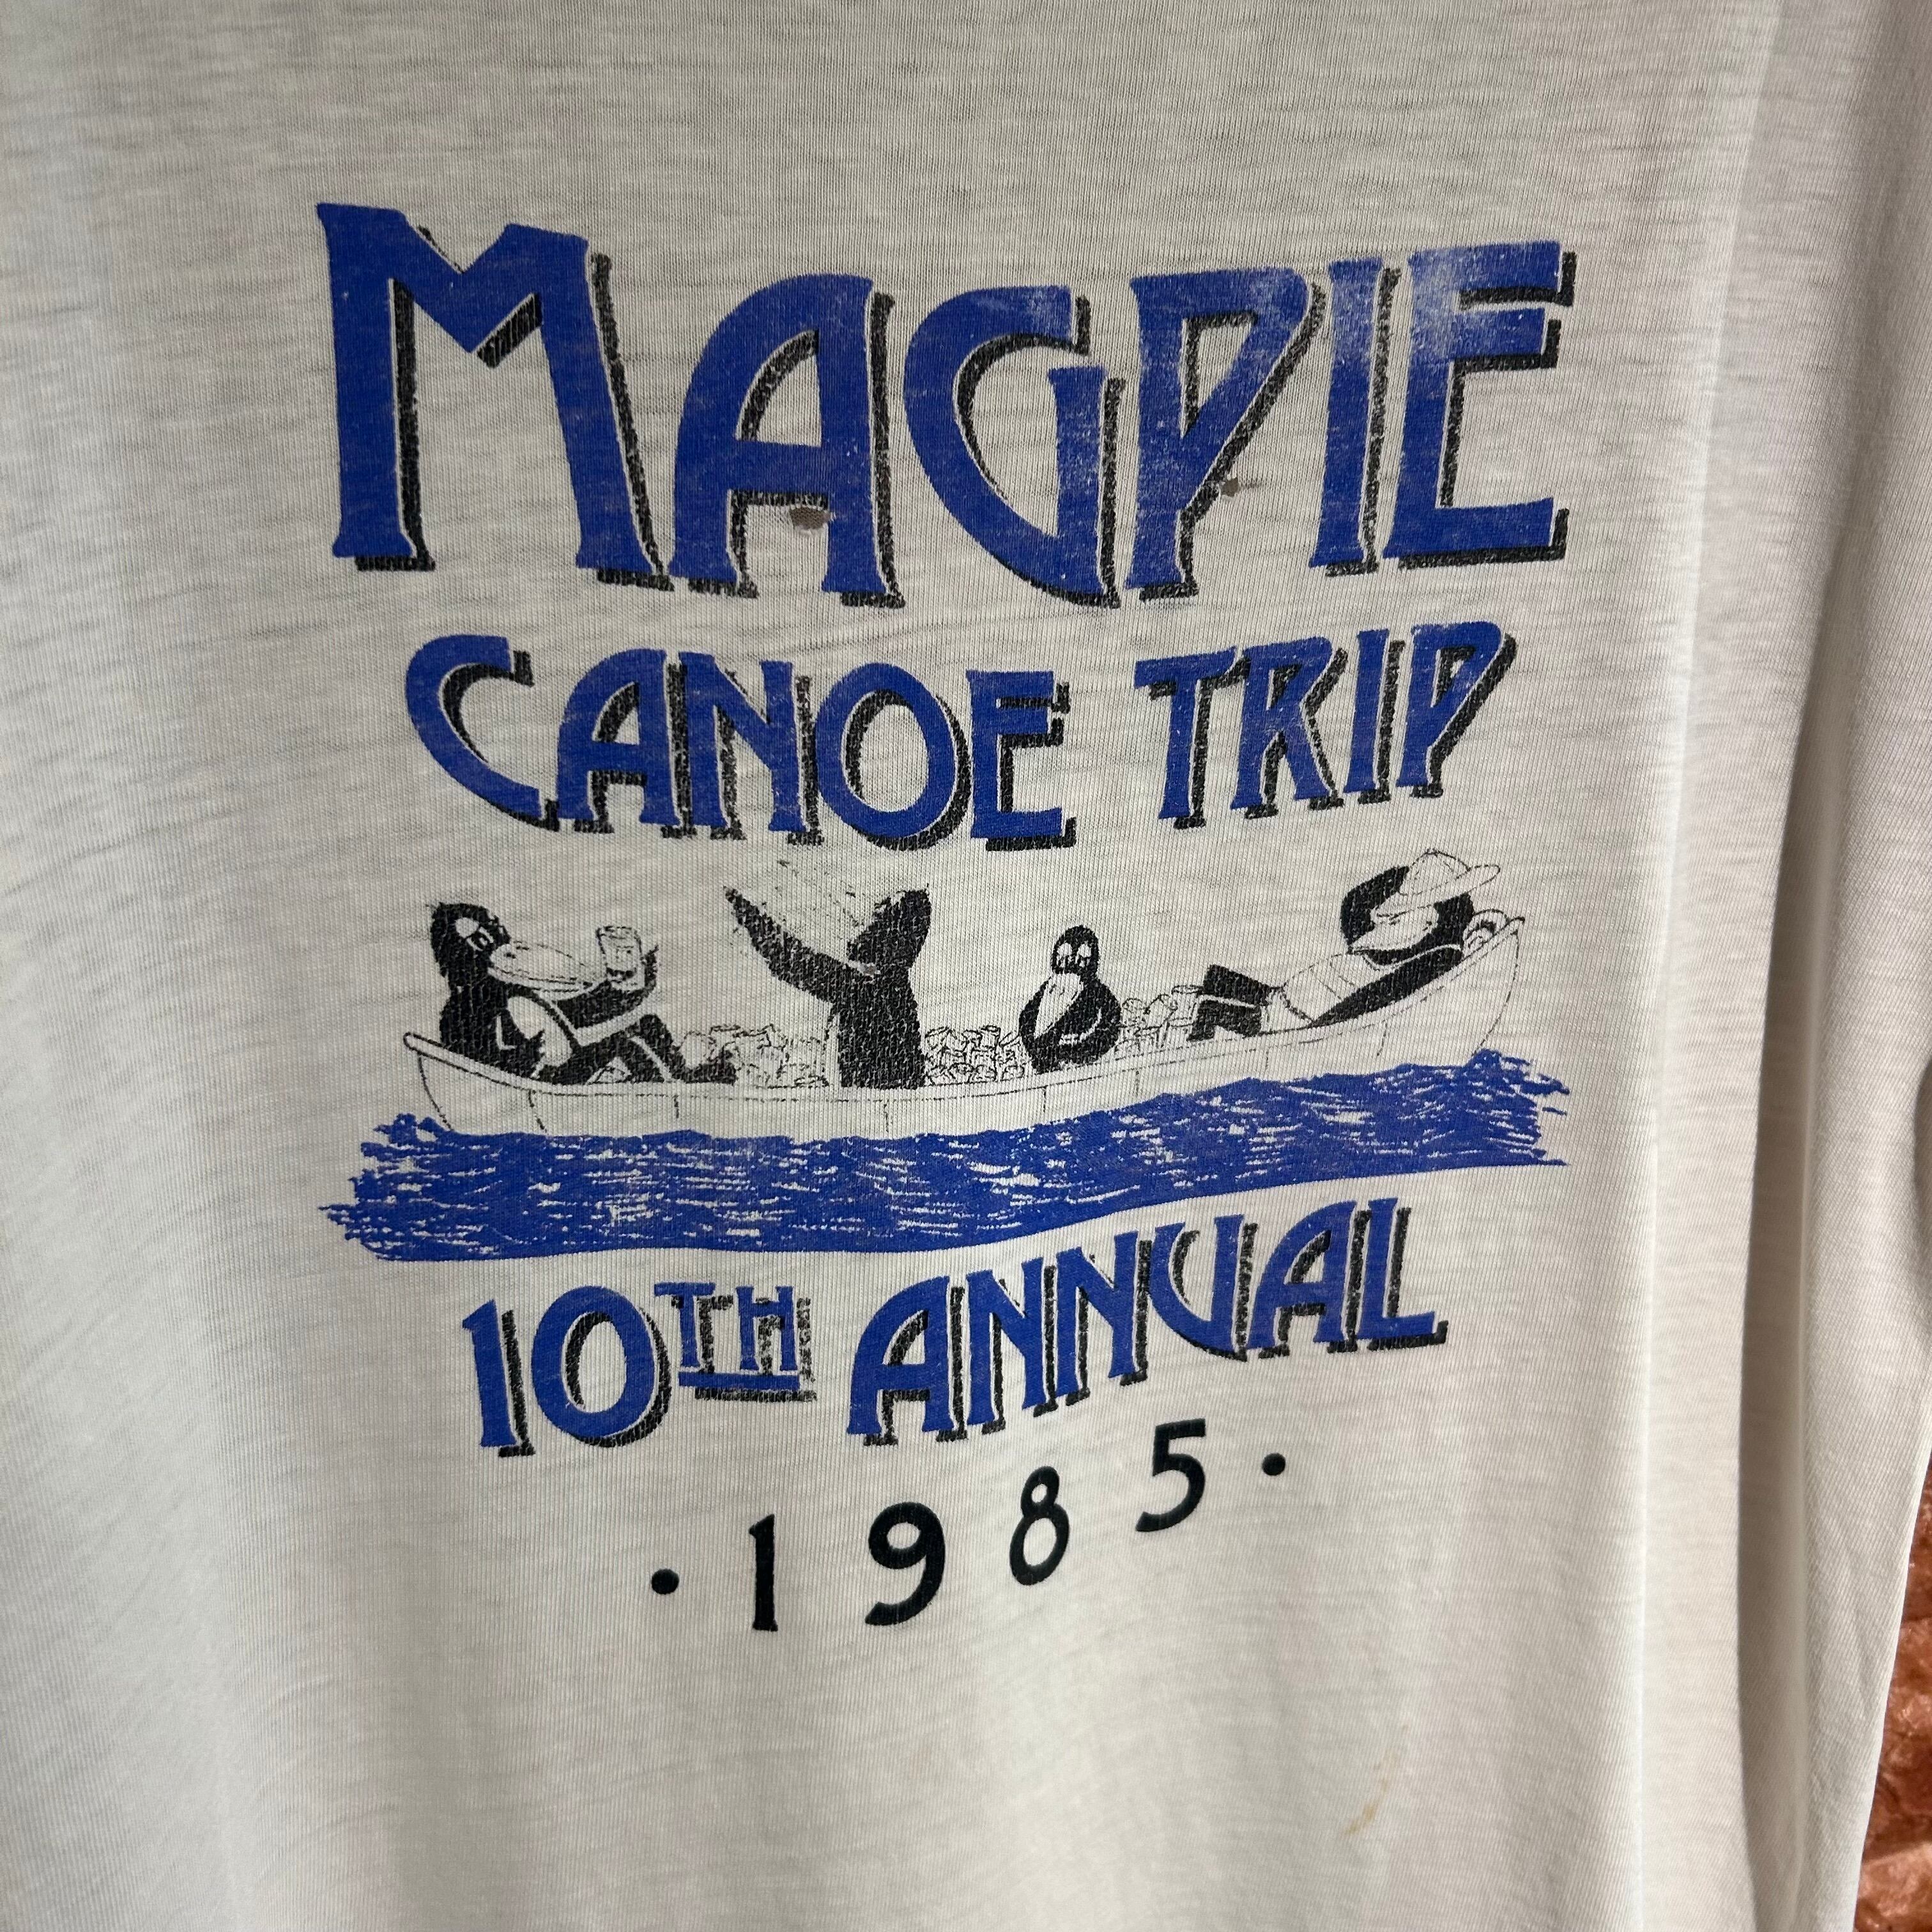 MAGPIE
CANOE TRIP
10TH ANNUAL
· 1985 ·